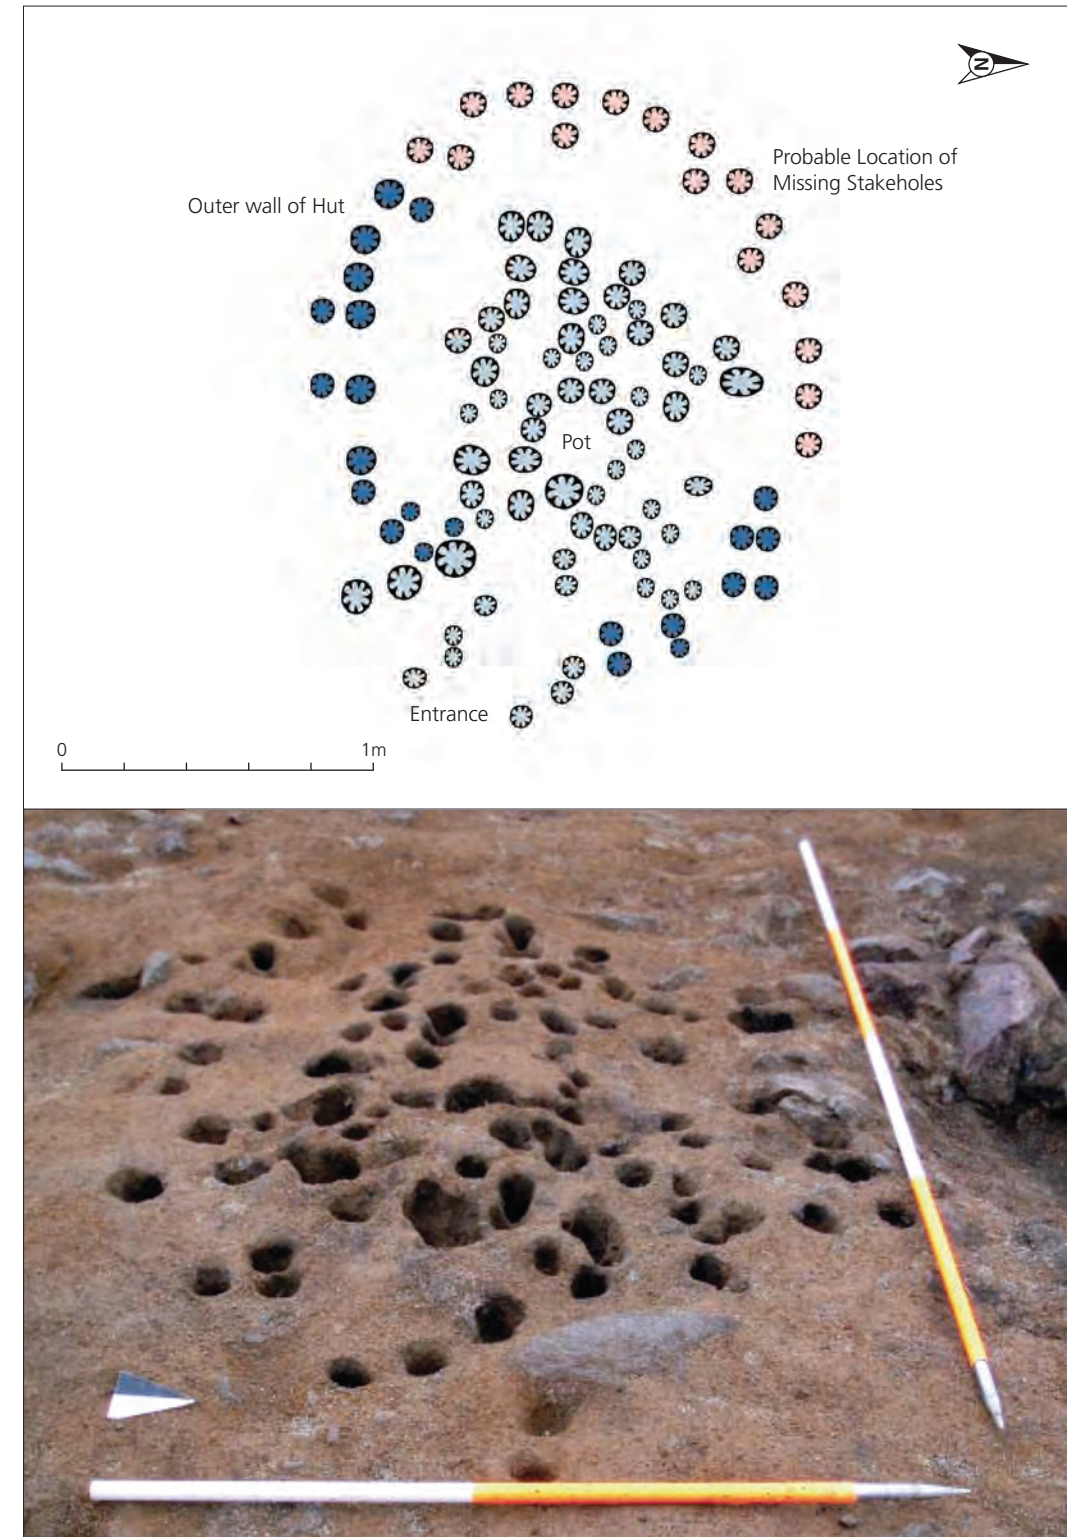 N
Probable Location of
Missing Stakeholes
Outer wall of Hut
Pot
Entrance
0 1m